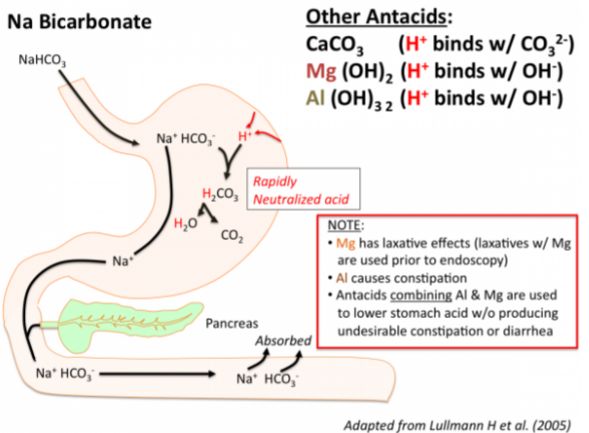 Na Bicarbonate
Other Antacids:
CaCO₃ (H⁺ binds w/ CO₃²⁻)
Mg (OH)₂ (H⁺ binds w/ OH⁻)
Al (OH)₃ ₂ (H⁺ binds w/ OH⁻)
NaHCO₃
Na⁺ HCO₃⁻
H⁺
H₂CO₃
Rapidly
Neutralized acid
H₂O
CO₂
Na⁺
NOTE:
• Mg has laxative effects (laxatives w/ Mg
are used prior to endoscopy)
• Al causes constipation
• Antacids combining Al & Mg are used
to lower stomach acid w/o producing
undesirable constipation or diarrhea
Pancreas
Absorbed
Na⁺ HCO₃⁻
Na⁺ HCO₃⁻
Adapted from Lullmann H et al. (2005)